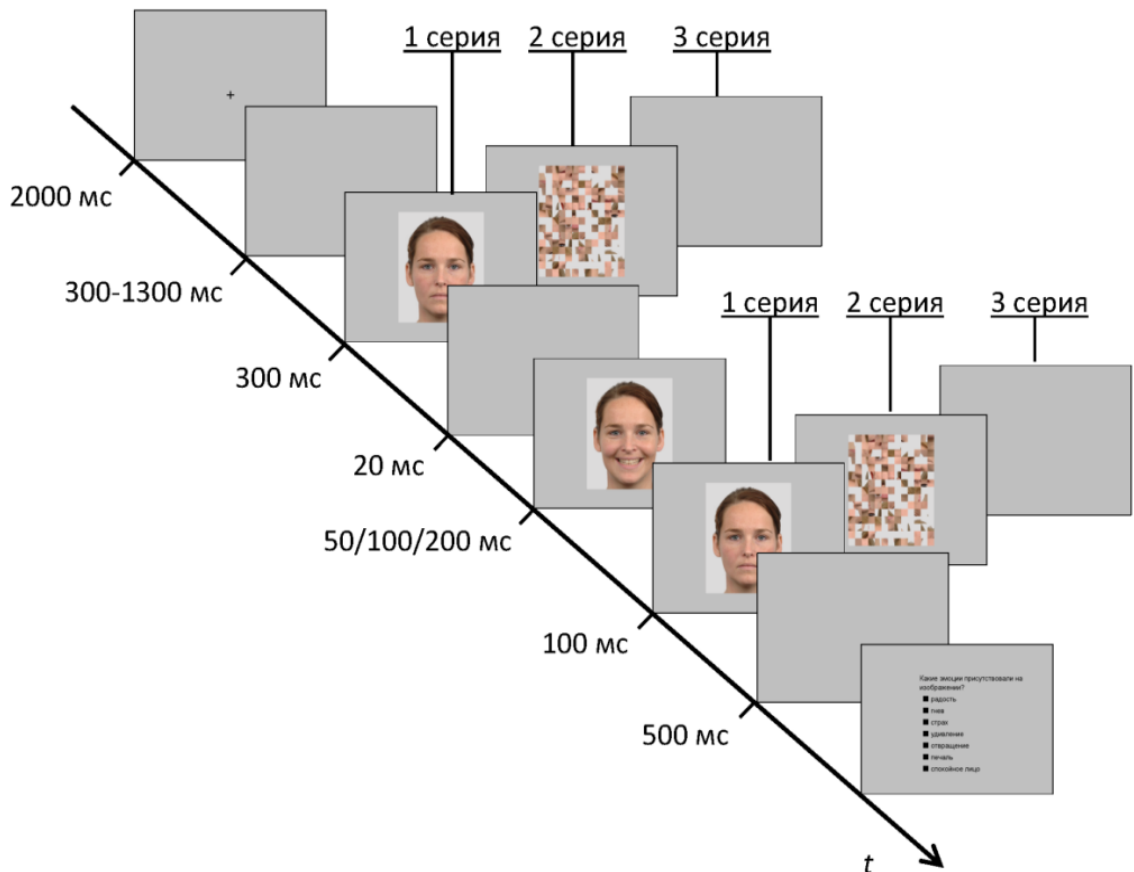 1 серия
2 серия
3 серия
2000 мс
300-1300 мс
300 мс
20 мс
50/100/200 мс
1 серия
2 серия
3 серия
100 мс
500 мс
Какие эмоции присутствовали на
изображении?
радость
гнев
страх
удивление
отвращение
печаль
спокойное лицо
t